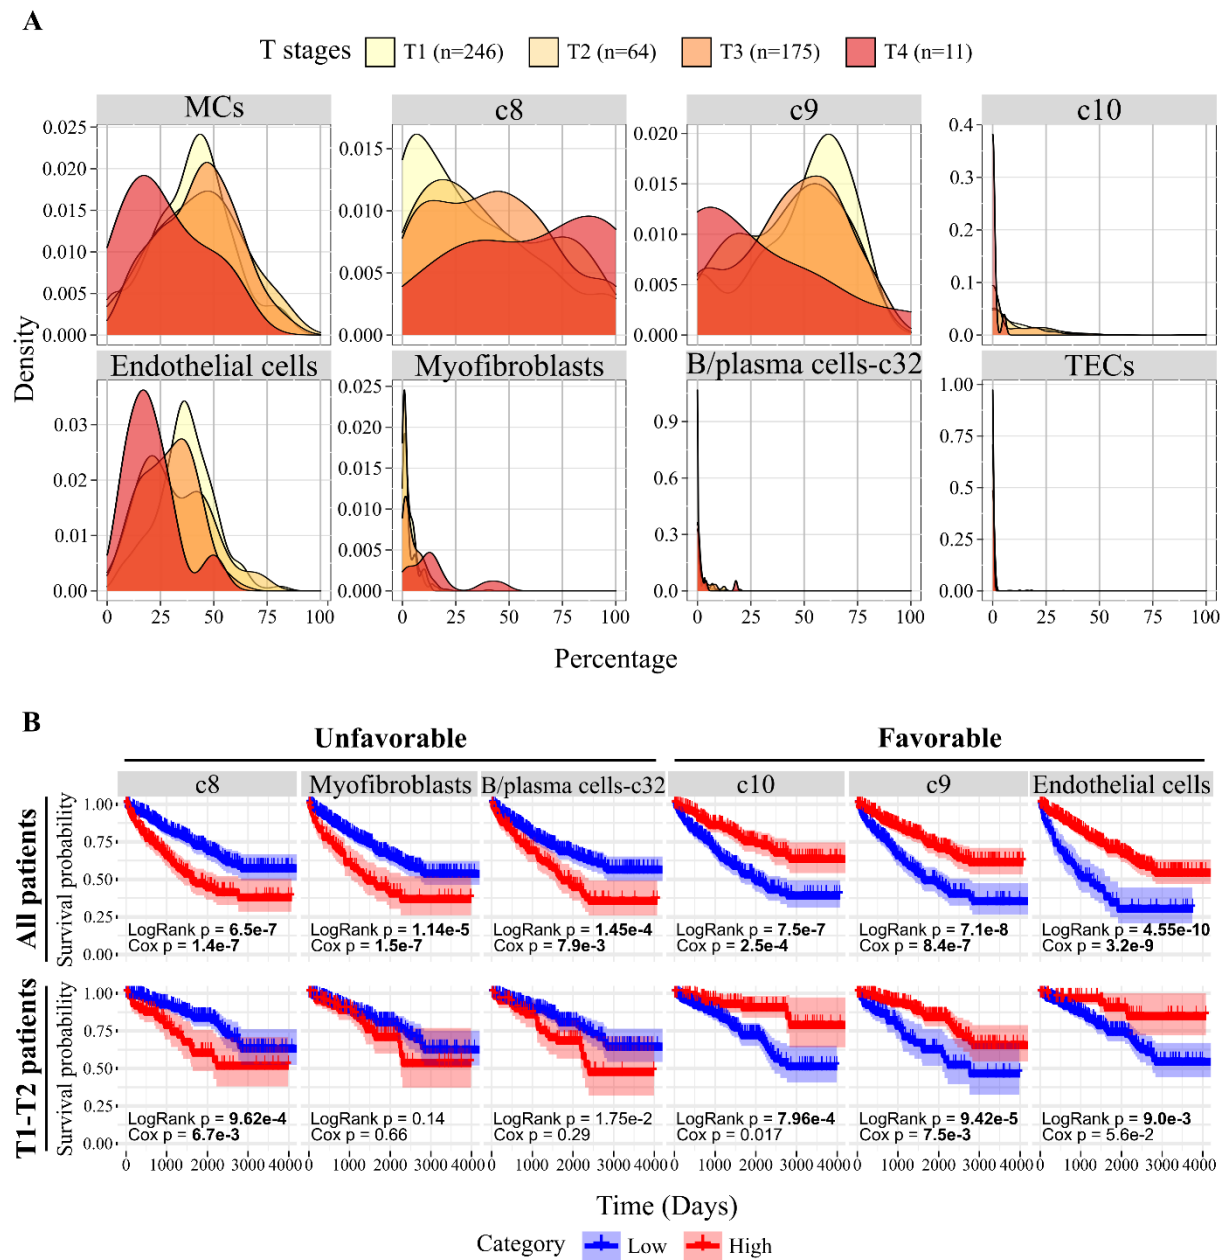 A
T stages T1 (n=246) T2 (n=64) T3 (n=175) T4 (n=11)
MCs c8 c9 c10
Density
0.025 0.015 0.020 0.4
0.020 0.015 0.3
0.015 0.010 0.010 0.2
0.010 0.005 0.005 0.1
0.005
0.000 0.000 0.000 0.0
Endothelial cells Myofibroblasts B/plasma cells-c32 TECs
0.03 0.025 0.9 1.00
0.02 0.020 0.75
0.015 0.6 0.5
0.01 0.010 0.3 0.25
0.005
0.00 0.000 0.0 0.00
0 25 50 75 100 0 25 50 75 100 0 25 50 75 100 0 25 50 75 100
Percentage
B
Unfavorable Favorable
c8 Myofibroblasts B/plasma cells-c32 c10 c9 Endothelial cells
All patients
Survival probability
1.00
0.75
0.50
0.25
0.00
LogRank p = 6.5e-7 LogRank p = 1.14e-5 LogRank p = 1.45e-4 LogRank p = 7.5e-7 LogRank p = 7.1e-8 LogRank p = 4.55e-10
Cox p = 1.4e-7 Cox p = 1.5e-7 Cox p = 7.9e-3 Cox p = 2.5e-4 Cox p = 8.4e-7 Cox p = 3.2e-9
T1-T2 patients
Survival probability
1.00
0.75
0.50
0.25
0.00
LogRank p = 9.62e-4 LogRank p = 0.14 LogRank p = 1.75e-2 LogRank p = 7.96e-4 LogRank p = 9.42e-5 LogRank p = 9.0e-3
Cox p = 6.7e-3 Cox p = 0.66 Cox p = 0.29 Cox p = 0.017 Cox p = 7.5e-3 Cox p = 5.6e-2
0 1000 2000 3000 4000 0 1000 2000 3000 4000 0 1000 2000 3000 4000 0 1000 2000 3000 4000 0 1000 2000 3000 4000 0 1000 2000 3000 4000
Time (Days)
Category Low High